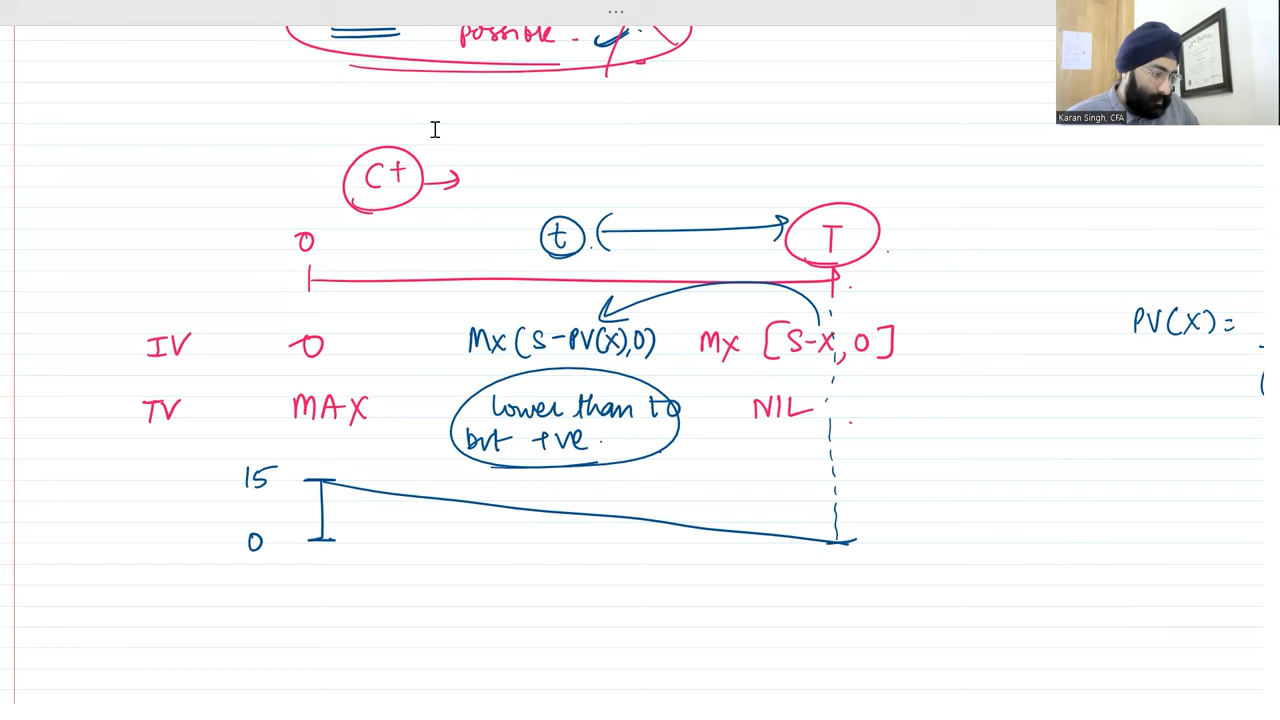 possible.
Karan Singh, CFA
C+
0 t T
IV 0 Mx (S-PV(X),0) Mx [S-X,0]
PV(X) =
TV MAX lower than t0 NIL
but +ve.
15
0